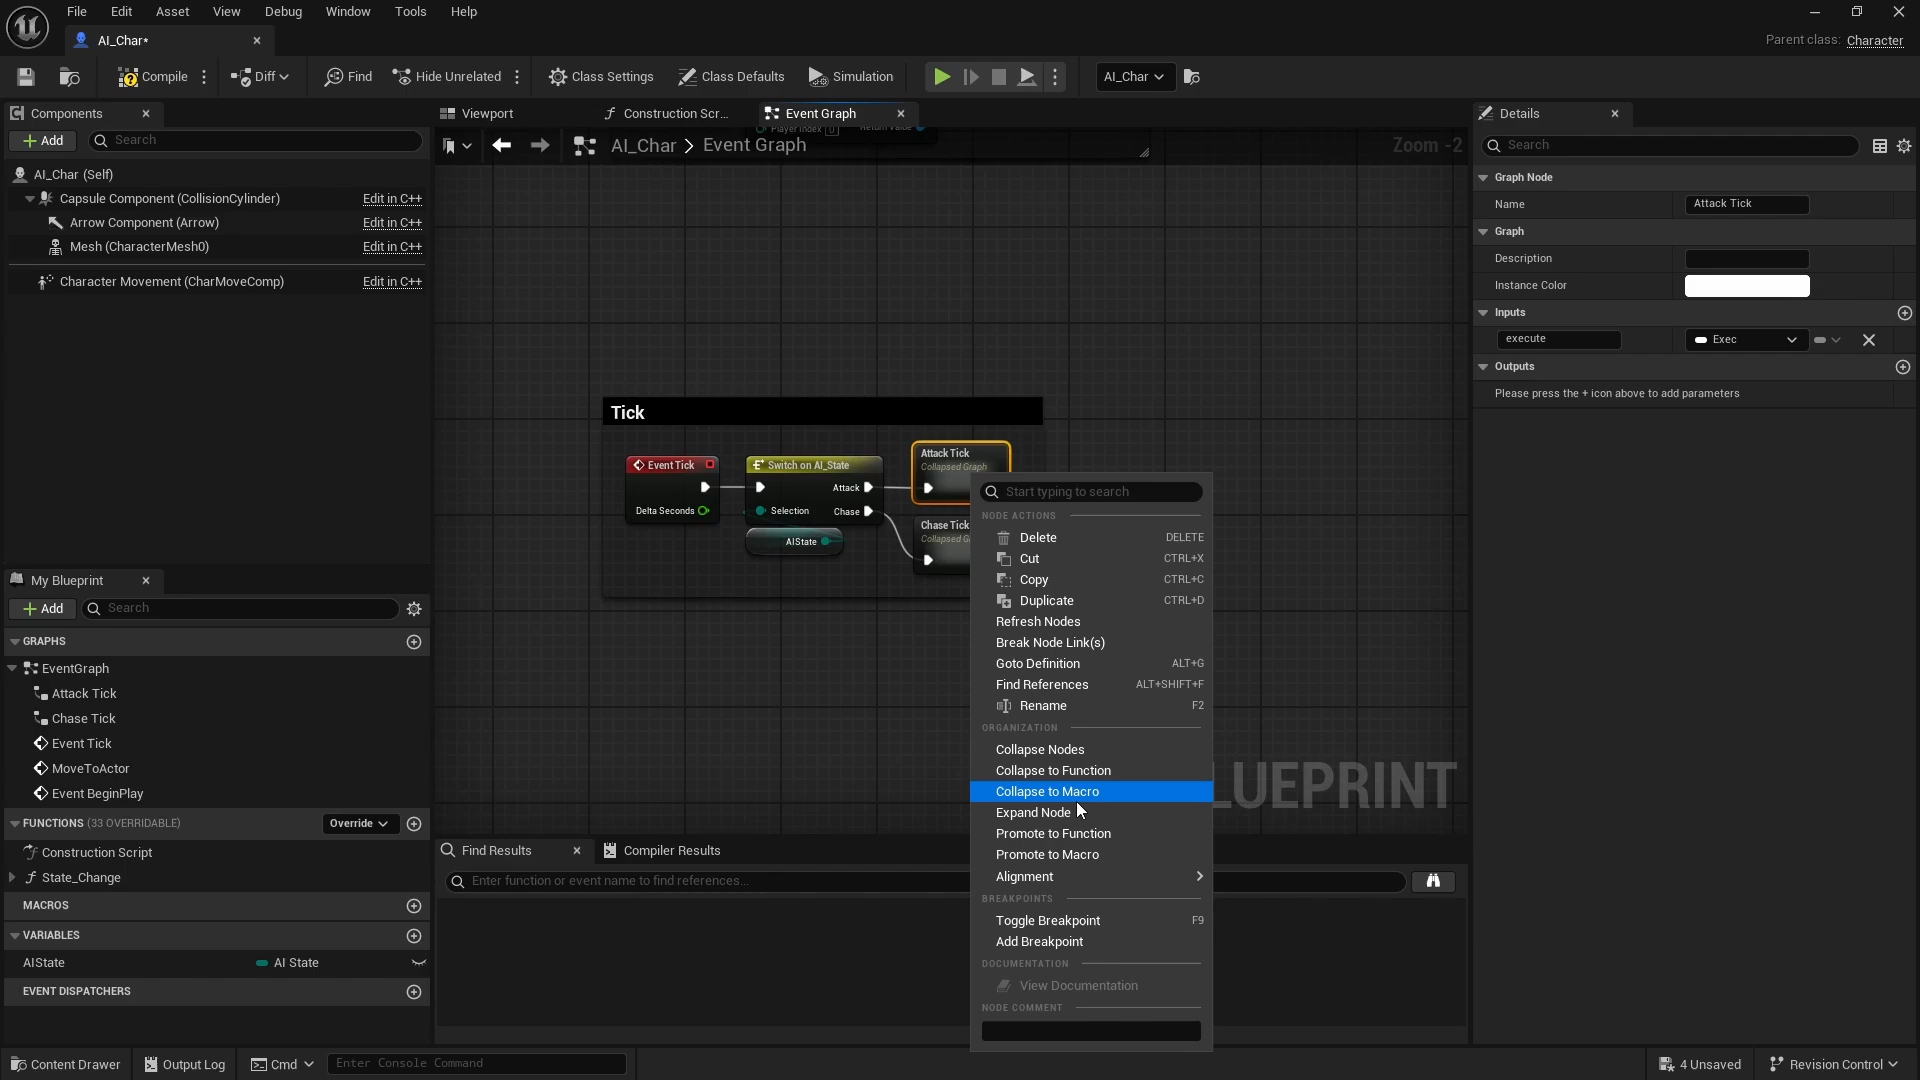 File Edit Asset View Debug Window Tools Help
AI_Char*
Parent class: Character
Compile Diff Find Hide Unrelated Class Settings Class Defaults Simulation AI_Char
Components
Add Search
AI_Char (Self)
Capsule Component (CollisionCylinder) Edit in C++
Arrow Component (Arrow) Edit in C++
Mesh (CharacterMesh0) Edit in C++
Character Movement (CharMoveComp) Edit in C++
My Blueprint
Add Search
GRAPHS
EventGraph
Attack Tick
Chase Tick
Event Tick
MoveToActor
Event BeginPlay
FUNCTIONS (33 OVERRIDABLE) Override
Construction Script
State_Change
MACROS
VARIABLES
AIState AI State
EVENT DISPATCHERS
Viewport Construction Scr... Event Graph
Player Index 0 Return Value
AI_Char > Event Graph Zoom -2
Tick
Event Tick
Delta Seconds
Switch on AI_State
Attack
Selection Chase
AIState
Attack Tick
Collapsed Graph
Chase Tick
Collapsed G
LUEPRINT
Start typing to search
NODE ACTIONS
Delete DELETE
Cut CTRL+X
Copy CTRL+C
Duplicate CTRL+D
Refresh Nodes
Break Node Link(s)
Goto Definition ALT+G
Find References ALT+SHIFT+F
Rename F2
ORGANIZATION
Collapse Nodes
Collapse to Function
Collapse to Macro
Expand Node
Promote to Function
Promote to Macro
Alignment
BREAKPOINTS
Toggle Breakpoint F9
Add Breakpoint
DOCUMENTATION
View Documentation
NODE COMMENT
Find Results Compiler Results
Enter function or event name to find references...
Details
Search
Graph Node
Name Attack Tick
Graph
Description
Instance Color
Inputs
execute Exec
Outputs
Please press the + icon above to add parameters
Content Drawer Output Log Cmd Enter Console Command 4 Unsaved Revision Control